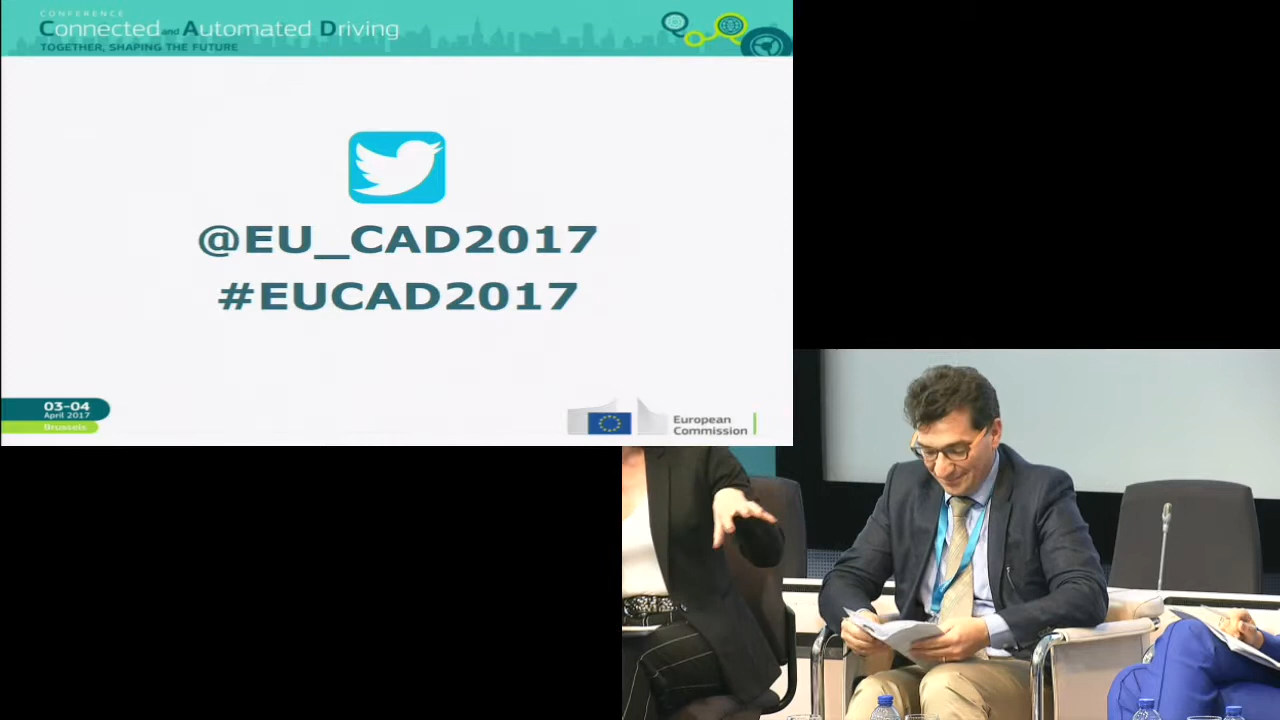 CONFERENCE
Connected and Automated Driving
TOGETHER, SHAPING THE FUTURE
@EU_CAD2017
#EUCAD2017
03-04
April 2017
Brussels
European
Commission